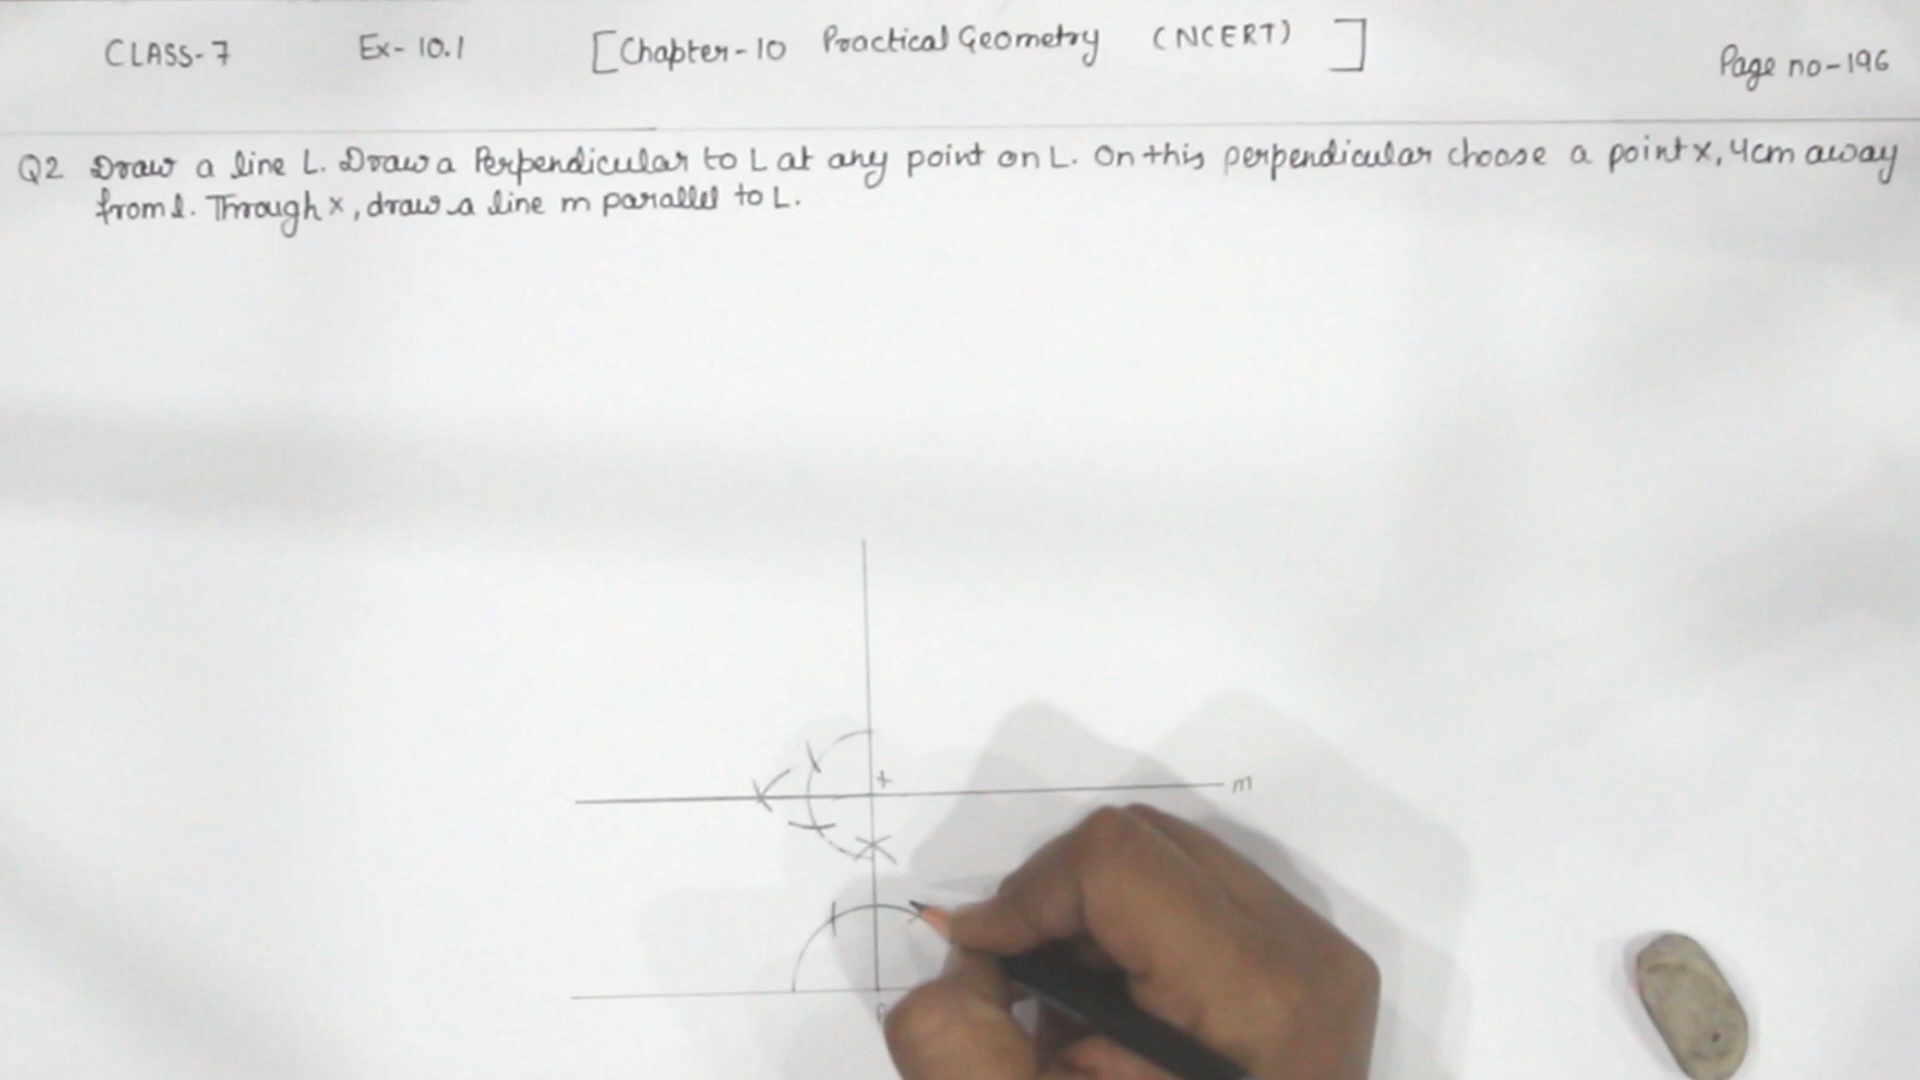 CLASS-7 Ex-10.1 [Chapter-10 Practical Geometry (NCERT)] Page no-196
Q2 Draw a line L. Draw a Perpendicular to L at any point on L. On this perpendicular choose a point x, 4cm away
from l. Through x, draw a line m parallel to L.
m